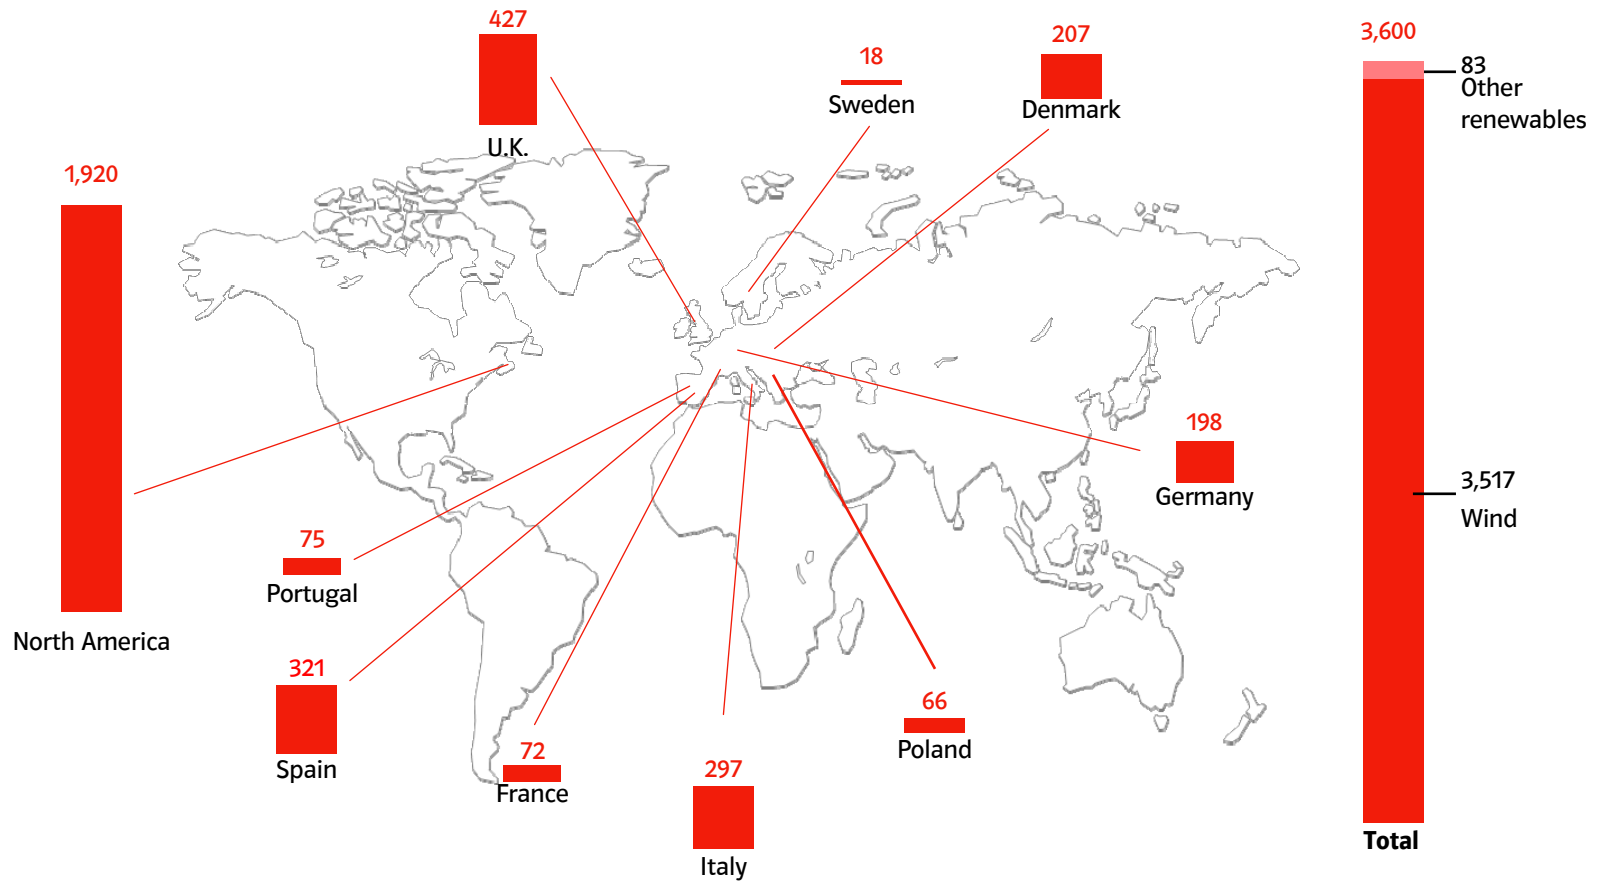 427
U.K.
18
Sweden
207
Denmark
3,600
83
Other
renewables
1,920
North America
198
Germany
3,517
Wind
75
Portugal
321
Spain
72
France
297
Italy
66
Poland
Total